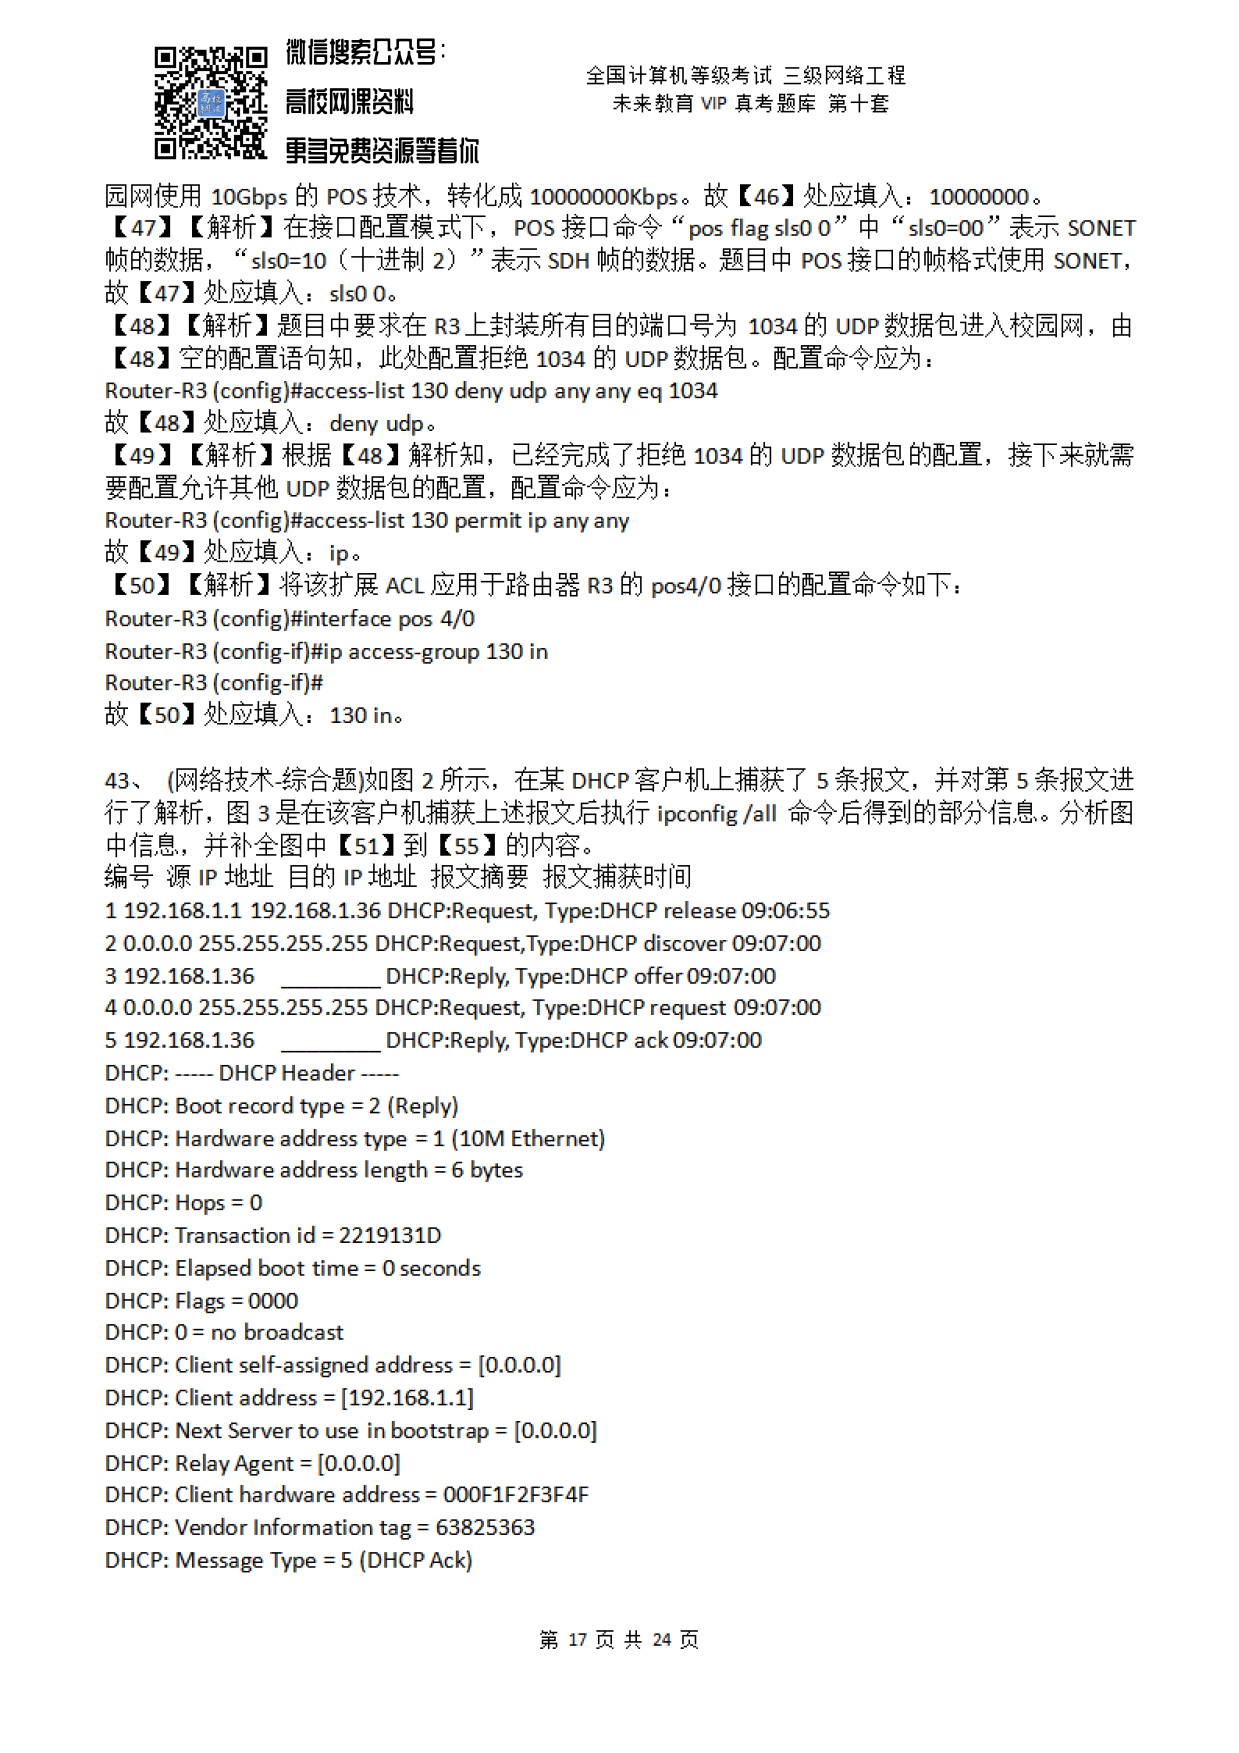 微信搜索公众号：
高校网课资料
更多免费资源等着你
全国计算机等级考试 三级网络工程
未来教育 VIP 真考题库 第十套
园网使用 10Gbps 的 POS 技术，转化成 10000000Kbps。故【46】处应填入：10000000。
【47】【解析】在接口配置模式下，POS 接口命令“pos flag sls0 0”中“sls0=00”表示 SONET
帧的数据，“sls0=10（十进制 2）”表示 SDH 帧的数据。题目中 POS 接口的帧格式使用 SONET，
故【47】处应填入：sls0 0。
【48】【解析】题目中要求在 R3 上封装所有目的端口号为 1034 的 UDP 数据包进入校园网，由
【48】空的配置语句知，此处配置拒绝 1034 的 UDP 数据包。配置命令应为：
Router-R3 (config)#access-list 130 deny udp any any eq 1034
故【48】处应填入：deny udp。
【49】【解析】根据【48】解析知，已经完成了拒绝 1034 的 UDP 数据包的配置，接下来就需
要配置允许其他 UDP 数据包的配置，配置命令应为：
Router-R3 (config)#access-list 130 permit ip any any
故【49】处应填入：ip。
【50】【解析】将该扩展 ACL 应用于路由器 R3 的 pos4/0 接口的配置命令如下：
Router-R3 (config)#interface pos 4/0
Router-R3 (config-if)#ip access-group 130 in
Router-R3 (config-if)#
故【50】处应填入：130 in。
43、 (网络技术-综合题)如图 2 所示，在某 DHCP 客户机上捕获了 5 条报文，并对第 5 条报文进
行了解析，图 3 是在该客户机捕获上述报文后执行 ipconfig /all 命令后得到的部分信息。分析图
中信息，并补全图中【51】到【55】的内容。
编号 源 IP 地址 目的 IP 地址 报文摘要 报文捕获时间
1 192.168.1.1 192.168.1.36 DHCP:Request, Type:DHCP release 09:06:55
2 0.0.0.0 255.255.255.255 DHCP:Request,Type:DHCP discover 09:07:00
3 192.168.1.36 ________ DHCP:Reply, Type:DHCP offer 09:07:00
4 0.0.0.0 255.255.255.255 DHCP:Request, Type:DHCP request 09:07:00
5 192.168.1.36 ________ DHCP:Reply, Type:DHCP ack 09:07:00
DHCP: ----- DHCP Header -----
DHCP: Boot record type = 2 (Reply)
DHCP: Hardware address type = 1 (10M Ethernet)
DHCP: Hardware address length = 6 bytes
DHCP: Hops = 0
DHCP: Transaction id = 2219131D
DHCP: Elapsed boot time = 0 seconds
DHCP: Flags = 0000
DHCP: 0 = no broadcast
DHCP: Client self-assigned address = [0.0.0.0]
DHCP: Client address = [192.168.1.1]
DHCP: Next Server to use in bootstrap = [0.0.0.0]
DHCP: Relay Agent = [0.0.0.0]
DHCP: Client hardware address = 000F1F2F3F4F
DHCP: Vendor Information tag = 63825363
DHCP: Message Type = 5 (DHCP Ack)
第 17 页 共 24 页